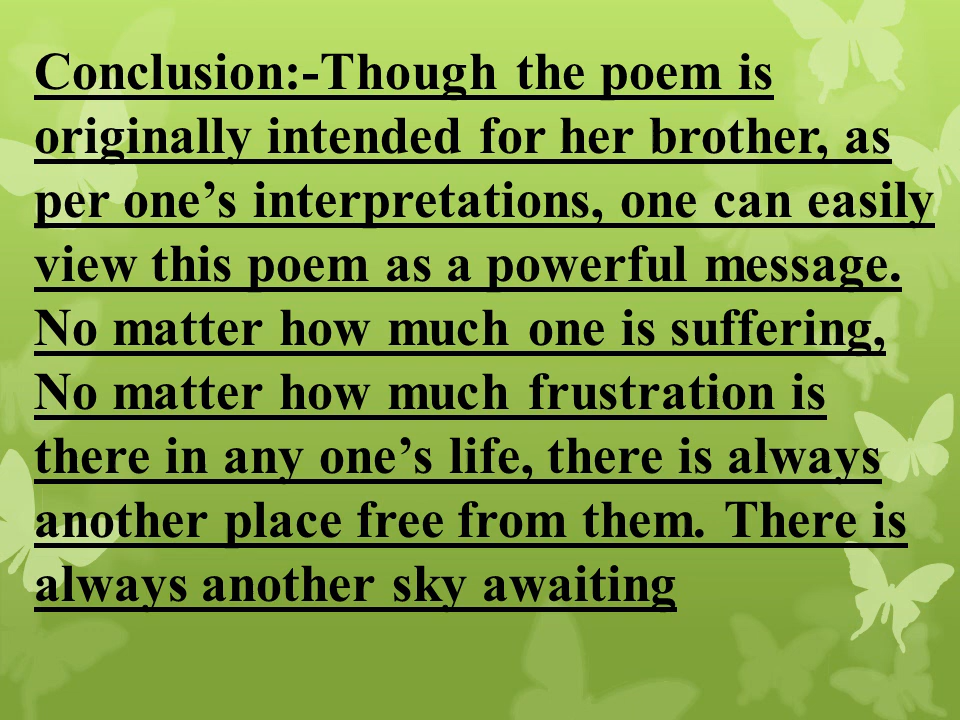 Conclusion:-Though the poem is
originally intended for her brother, as
per one’s interpretations, one can easily
view this poem as a powerful message.
No matter how much one is suffering,
No matter how much frustration is
there in any one’s life, there is always
another place free from them. There is
always another sky awaiting